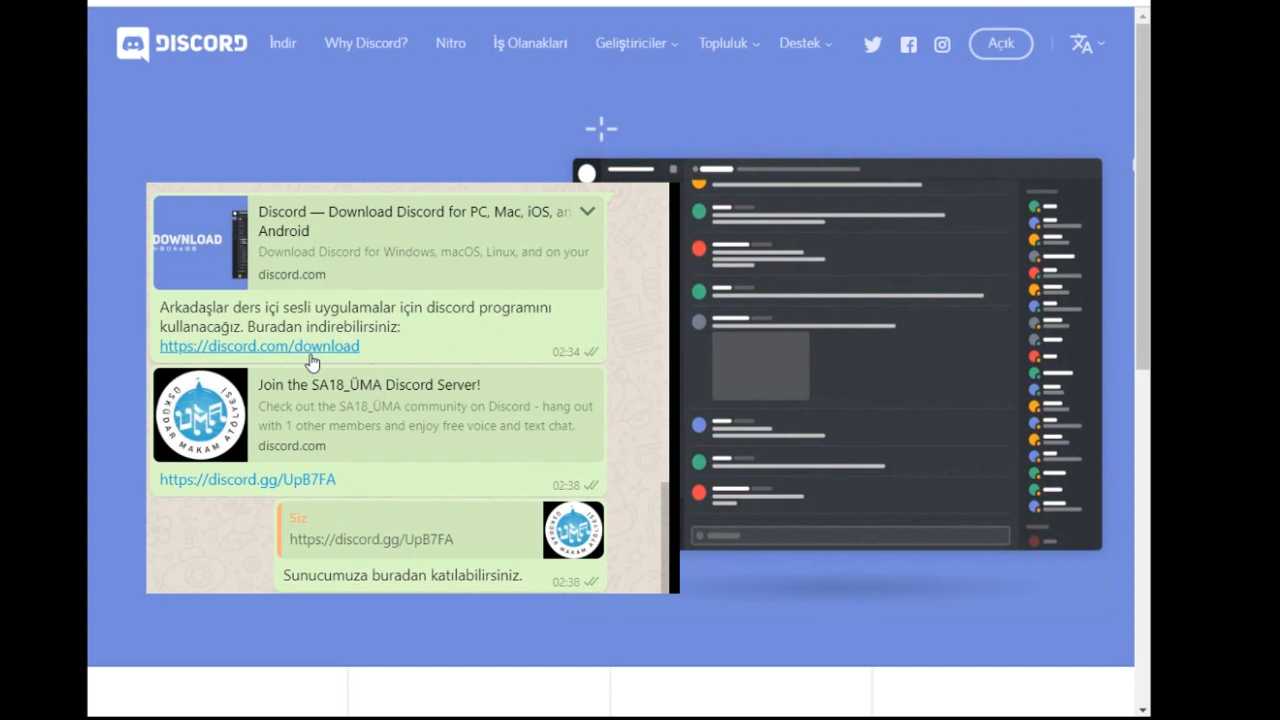 DISCORD İndir Why Discord? Nitro İş Olanakları Geliştiriciler Topluluk Destek Açık
Discord — Download Discord for PC, Mac, iOS, an
Android
Download Discord for Windows, macOS, Linux, and on your
discord.com
DOWNLOAD
Arkadaşlar ders içi sesli uygulamalar için discord programını
kullanacağız. Buradan indirebilirsiniz:
https://discord.com/download
02:34
Join the SA18_ÜMA Discord Server!
Check out the SA18_ÜMA community on Discord - hang out
with 1 other members and enjoy free voice and text chat.
discord.com
ÜSKÜDAR MAKAM ATÖLYESİ
https://discord.gg/UpB7FA
02:38
Siz
https://discord.gg/UpB7FA
Sunucumuza buradan katılabilirsiniz.
02:38